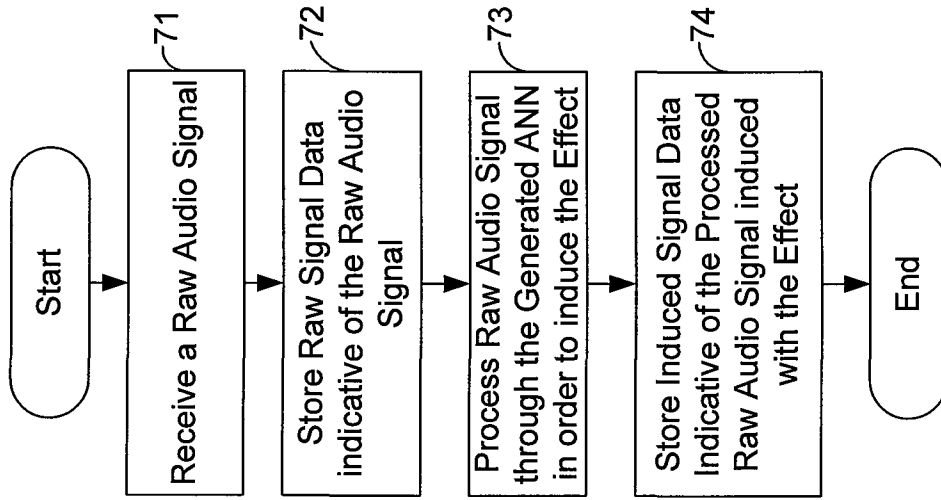 Start
Receive a Raw Audio Signal
71
Store Raw Signal Data
indicative of the Raw Audio
Signal
72
Process Raw Audio Signal
through the Generated ANN
in order to induce the Effect
73
Store Induced Signal Data
Indicative of the Processed
Raw Audio Signal induced
with the Effect
74
End